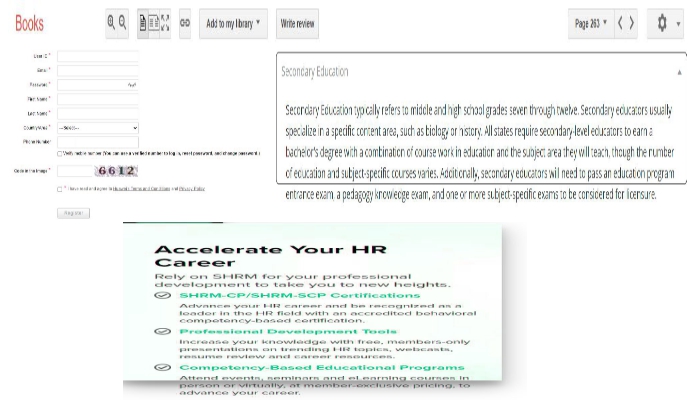 Books
Add to my library
Write review
Page 263
User ID *
Email *
Password *
First Name *
Last Name *
Country/Area * ---Select---
Phone Number
Verify mobile number (You can use a verified number to log in, reset password, and change password.)
Code in the Image * 6612
* I have read and agree to Huawei's Terms and Conditions and Privacy Policy
Register
Secondary Education
Secondary Education typically refers to middle and high school grades seven through twelve. Secondary educators usually
specialize in a specific content area, such as biology or history. All states require secondary-level educators to earn a
bachelor's degree with a combination of course work in education and the subject area they will teach, though the number
of education and subject-specific courses varies. Additionally, secondary educators will need to pass an education program
entrance exam, a pedagogy knowledge exam, and one or more subject-specific exams to be considered for licensure.
Accelerate Your HR
Career
Rely on SHRM for your professional
development to take you to new heights.
SHRM-CP/SHRM-SCP Certifications
Advance your HR career and be recognized as a
leader in the HR field with an accredited behavioral
competency-based certification.
Professional Development Tools
Increase your knowledge with free, members-only
presentations on trending HR topics, webcasts,
resume review and career resources.
Competency-Based Educational Programs
Attend events, seminars and eLearning courses in
person or virtually, at member-exclusive pricing, to
advance your career.